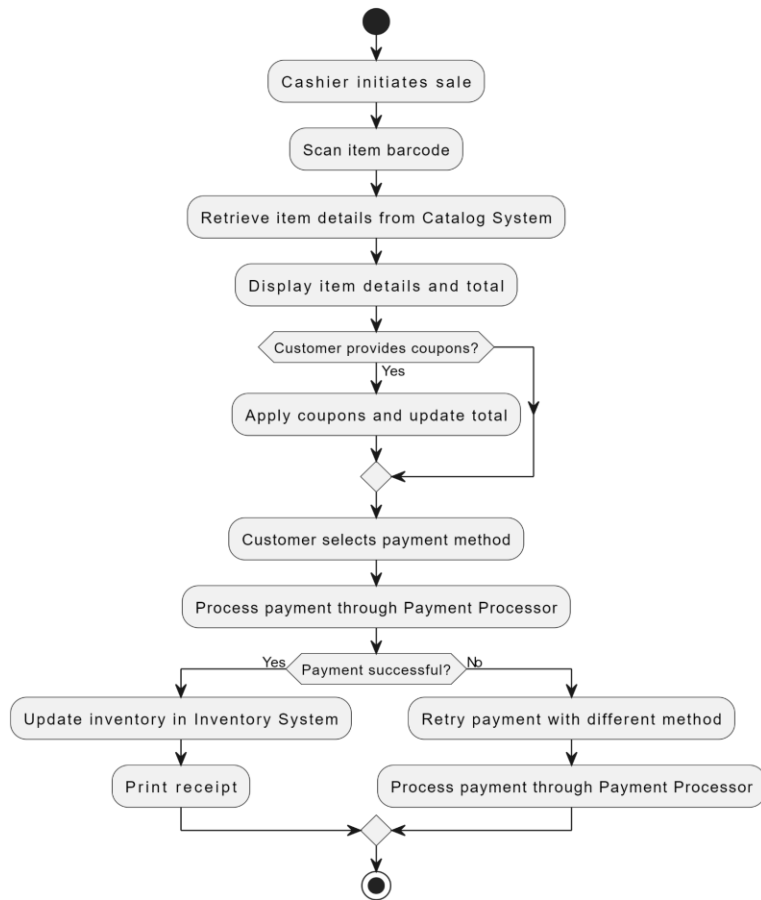 Cashier initiates sale
Scan item barcode
Retrieve item details from Catalog System
Display item details and total
Customer provides coupons?
Yes
Apply coupons and update total
Customer selects payment method
Process payment through Payment Processor
Yes
Payment successful?
No
Update inventory in Inventory System
Retry payment with different method
Print receipt
Process payment through Payment Processor